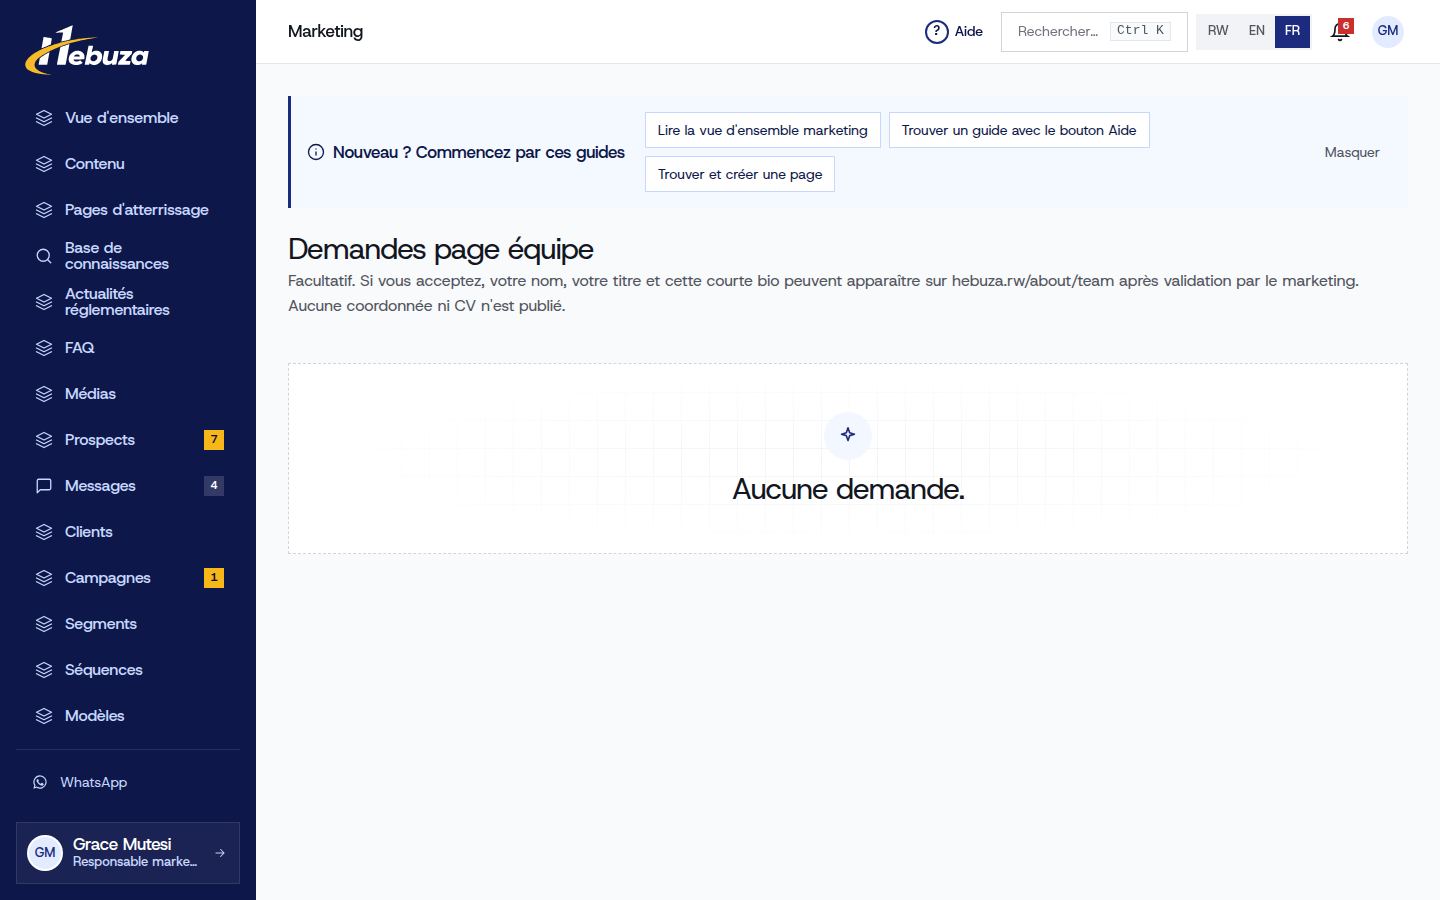 Hebuza
Vue d'ensemble
Contenu
Pages d'atterrissage
Base de
connaissances
Actualités
réglementaires
FAQ
Médias
Prospects 7
Messages 4
Clients
Campagnes 1
Segments
Séquences
Modèles
WhatsApp
GM Grace Mutesi
Responsable marke...
Marketing
? Aide
Rechercher... Ctrl K
RW EN FR
6
GM
Nouveau ? Commencez par ces guides
Lire la vue d'ensemble marketing
Trouver un guide avec le bouton Aide
Trouver et créer une page
Masquer
Demandes page équipe
Facultatif. Si vous acceptez, votre nom, votre titre et cette courte bio peuvent apparaître sur hebuza.rw/about/team après validation par le marketing.
Aucune coordonnée ni CV n'est publié.
Aucune demande.